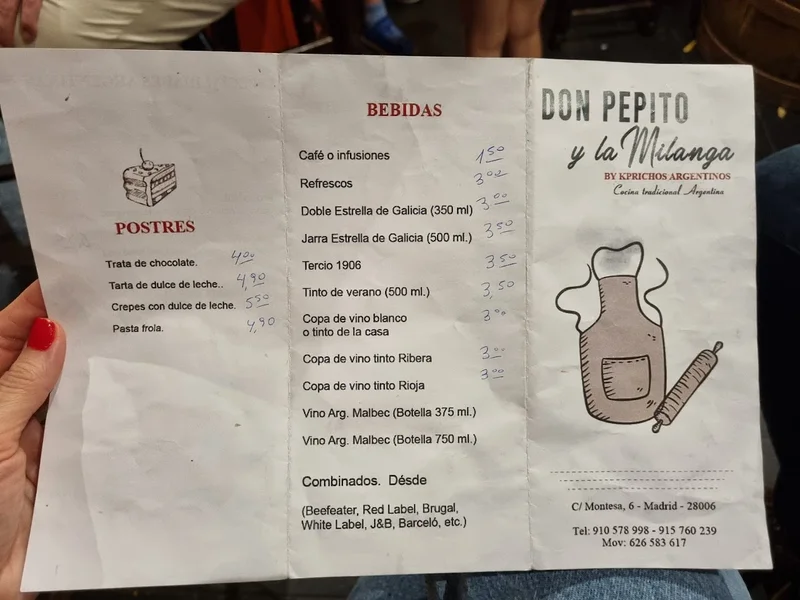 POSTRES
Trata de chocolate. 4,00
Tarta de dulce de leche.. 4,90
Crepes con dulce de leche. 5,50
Pasta frola. 4,90
BEBIDAS
Café o infusiones 1,50
Refrescos 3,00
Doble Estrella de Galicia (350 ml) 3,00
Jarra Estrella de Galicia (500 ml.) 3,50
Tercio 1906 3,50
Tinto de verano (500 ml.) 3,50
Copa de vino blanco 3,00
o tinto de la casa
Copa de vino tinto Ribera 3,00
Copa de vino tinto Rioja 3,00
Vino Arg. Malbec (Botella 375 ml.)
Vino Arg. Malbec (Botella 750 ml.)
Combinados. Désde
(Beefeater, Red Label, Brugal,
White Label, J&B, Barceló, etc.)
DON PEPITO
y la Milanga
BY KPRICHOS ARGENTINOS
Cocina tradicional Argentina
C/ Montesa, 6 - Madrid - 28006
Tel: 910 578 998 - 915 760 239
Mov: 626 583 617